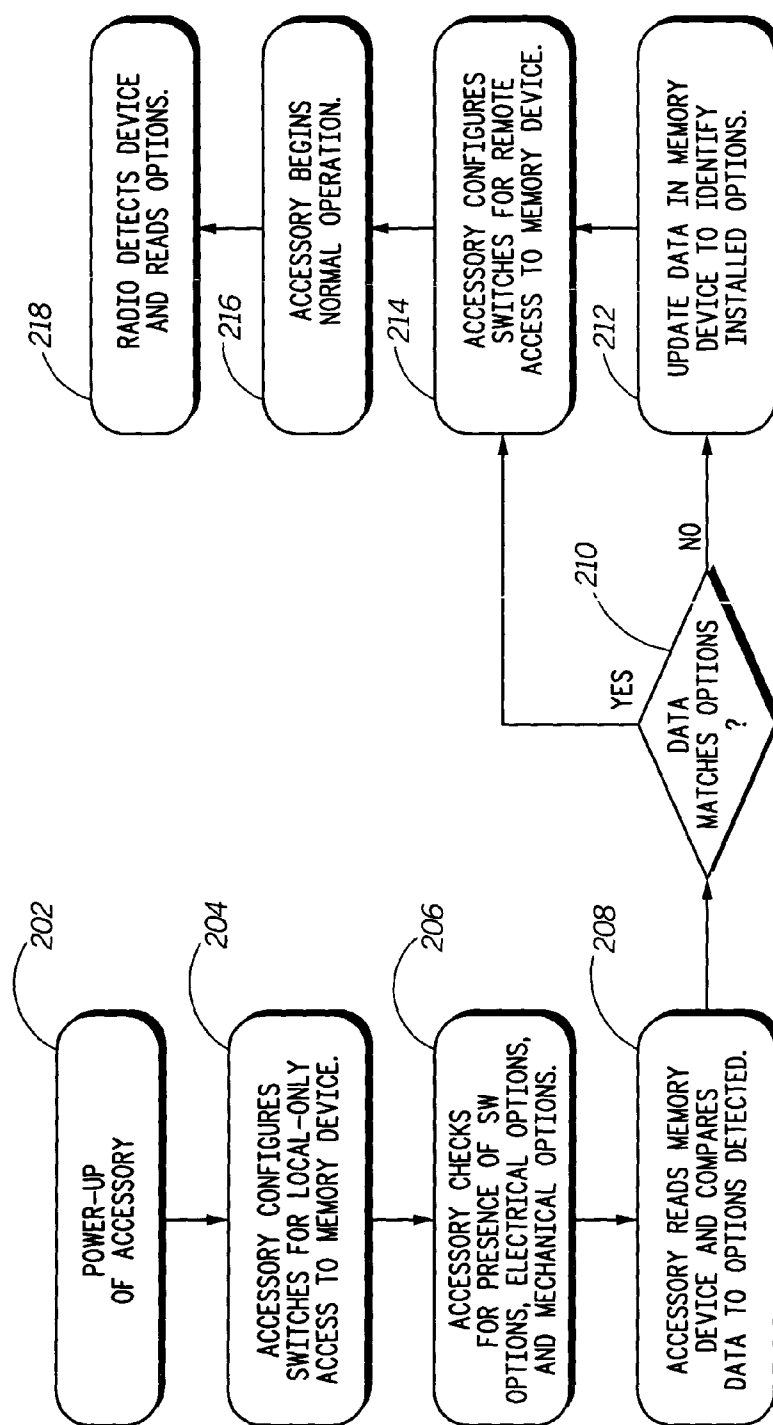 202
POWER-UP
OF ACCESSORY
204
ACCESSORY CONFIGURES
SWITCHES FOR LOCAL-ONLY
ACCESS TO MEMORY DEVICE.
206
ACCESSORY CHECKS
FOR PRESENCE OF SW
OPTIONS, ELECTRICAL OPTIONS,
AND MECHANICAL OPTIONS.
208
ACCESSORY READS MEMORY
DEVICE AND COMPARES
DATA TO OPTIONS DETECTED.
210
DATA
MATCHES OPTIONS
?
YES
NO
212
UPDATE DATA IN MEMORY
DEVICE TO IDENTIFY
INSTALLED OPTIONS.
214
ACCESSORY CONFIGURES
SWITCHES FOR REMOTE
ACCESS TO MEMORY DEVICE.
216
ACCESSORY BEGINS
NORMAL OPERATION.
218
RADIO DETECTS DEVICE
AND READS OPTIONS.